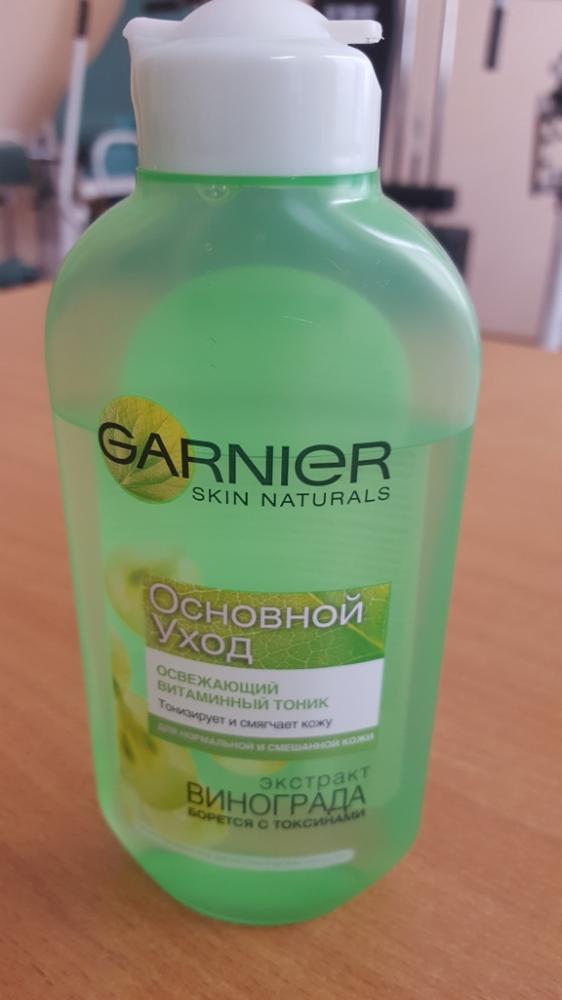 GARNIER
SKIN NATURALS
Основной
Уход
ОСВЕЖАЮЩИЙ
ВИТАМИННЫЙ ТОНИК
Тонизирует и смягчает кожу
ДЛЯ НОРМАЛЬНОЙ И СМЕШАННОЙ КОЖИ
экстракт
ВИНОГРАДА
БОРЕТСЯ С ТОКСИНАМИ